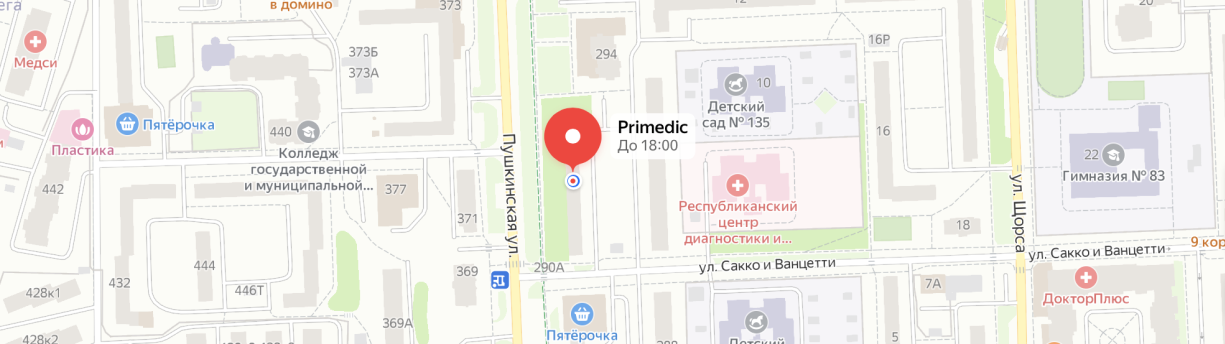 в домино
373
20
Медси
373Б
373А
294
16Р
10
Детский
сад № 135
Primedic
До 18:00
Пятёрочка
440
Колледж
государственной
и муниципальной...
Пластика
442
377
371
Пушкинская ул.
16
22
Гимназия № 83
Республиканский
центр
диагностики и...
ул. Щорса
18
444
432
446Т
428к1
428к2
369
369А
290А
ул. Сакко и Ванцетти
ул. Сакко и Ванцетти
9 кор
7А
ДокторПлюс
Пятёрочка
5
Детский